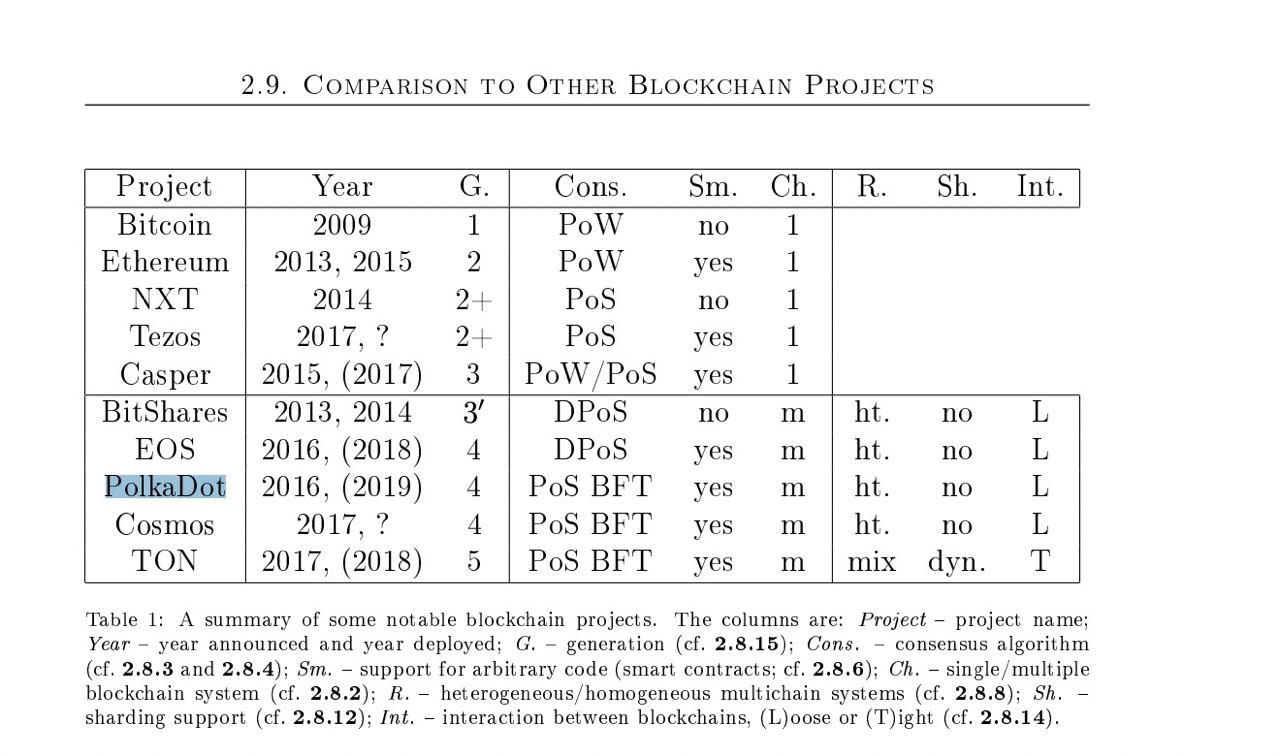 2.9. Comparison to Other Blockchain Projects
Project Year G. Cons. Sm. Ch. R. Sh. Int.
Bitcoin 2009 1 PoW no 1
Ethereum 2013, 2015 2 PoW yes 1
NXT 2014 2+ PoS no 1
Tezos 2017, ? 2+ PoS yes 1
Casper 2015, (2017) 3 PoW/PoS yes 1
BitShares 2013, 2014 3′ DPoS no m ht. no L
EOS 2016, (2018) 4 DPoS yes m ht. no L
PolkaDot 2016, (2019) 4 PoS BFT yes m ht. no L
Cosmos 2017, ? 4 PoS BFT yes m ht. no L
TON 2017, (2018) 5 PoS BFT yes m mix dyn. T
Table 1: A summary of some notable blockchain projects. The columns are: Project – project name;
Year – year announced and year deployed; G. – generation (cf. 2.8.15); Cons. – consensus algorithm
(cf. 2.8.3 and 2.8.4); Sm. – support for arbitrary code (smart contracts; cf. 2.8.6); Ch. – single/multiple
blockchain system (cf. 2.8.2); R. – heterogeneous/homogeneous multichain systems (cf. 2.8.8); Sh. –
sharding support (cf. 2.8.12); Int. – interaction between blockchains, (L)oose or (T)ight (cf. 2.8.14).